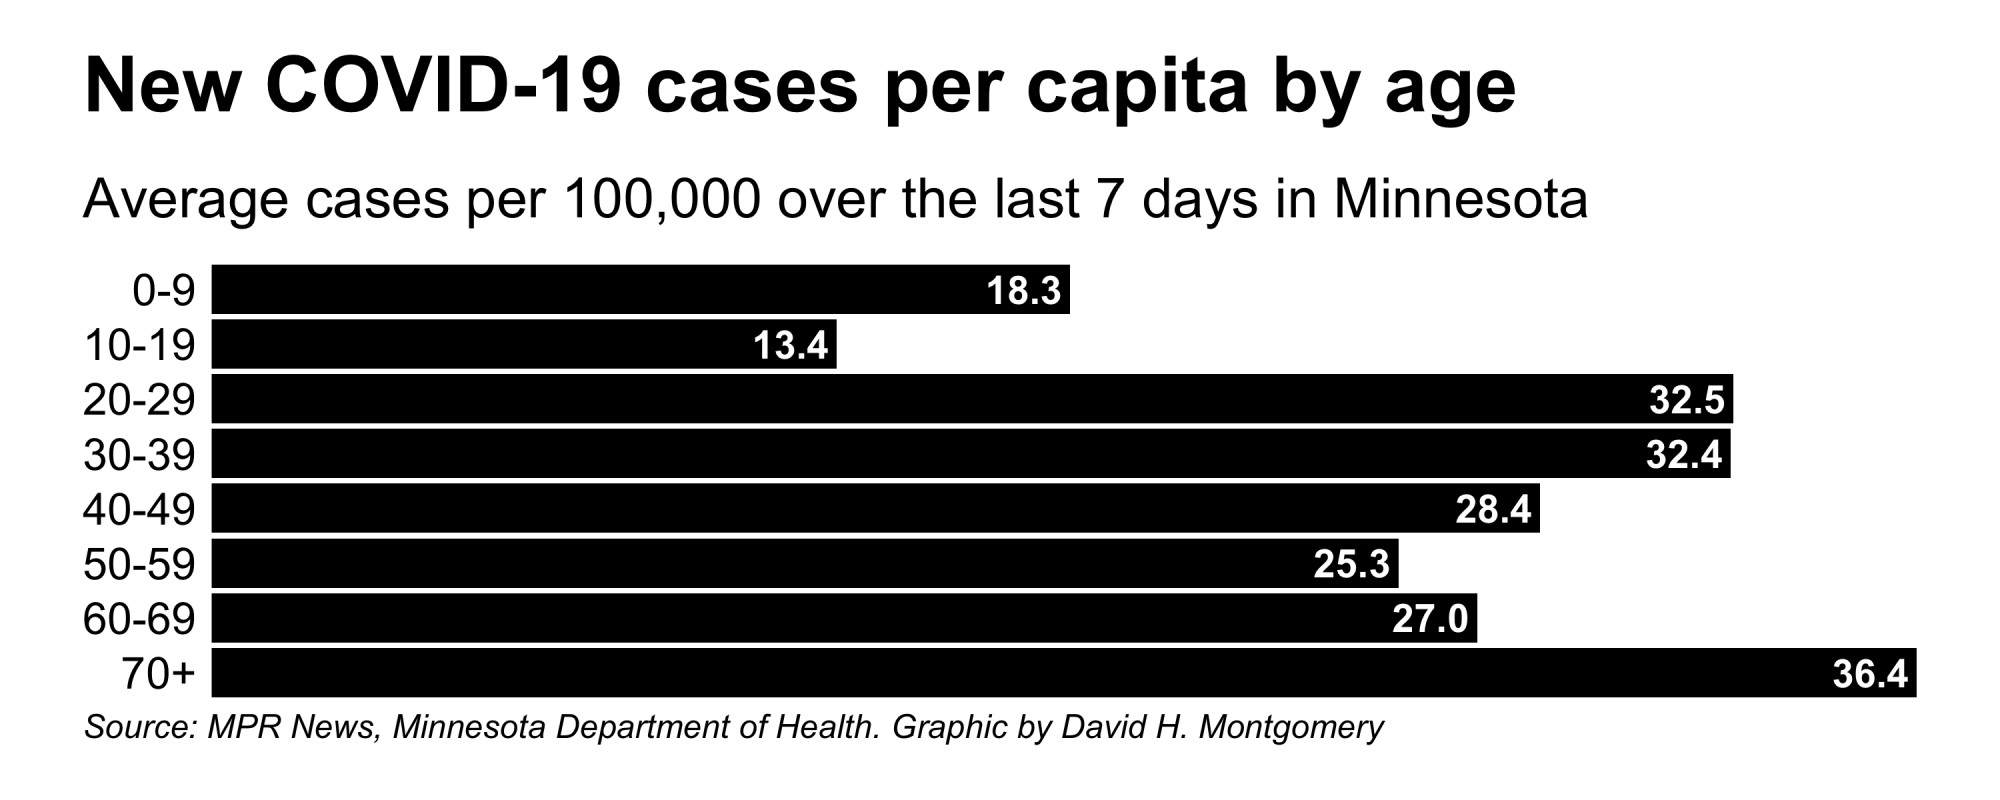 New COVID-19 cases per capita by age
Average cases per 100,000 over the last 7 days in Minnesota
0-9 18.3
10-19 13.4
20-29 32.5
30-39 32.4
40-49 28.4
50-59 25.3
60-69 27.0
70+ 36.4
Source: MPR News, Minnesota Department of Health. Graphic by David H. Montgomery